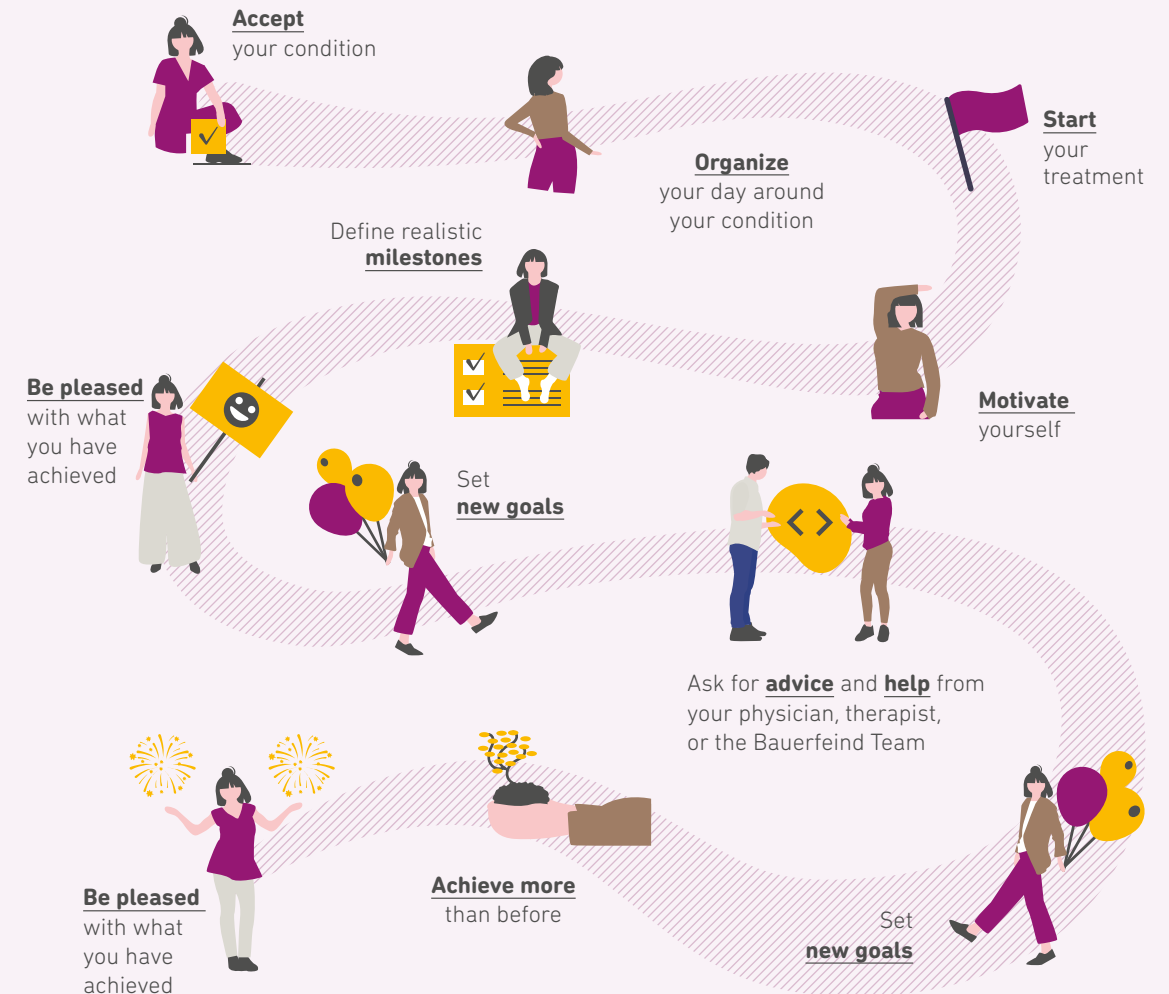 Accept
your condition
Organize
your day around
your condition
Start
your
treatment
Motivate
yourself
Define realistic
milestones
Be pleased
with what
you have
achieved
Set
new goals
Ask for advice and help from
your physician, therapist,
or the Bauerfeind Team
Set
new goals
Achieve more
than before
Be pleased
with what
you have
achieved